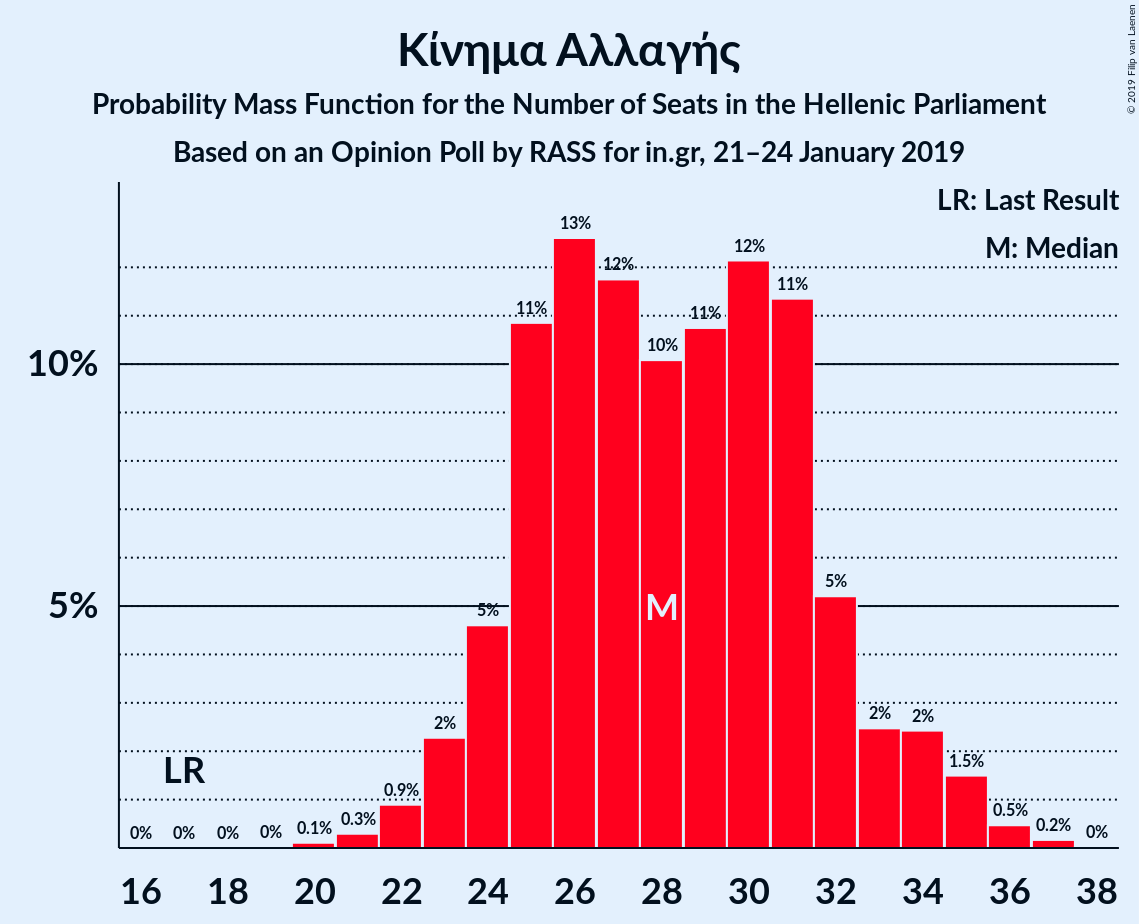 Κίνημα Αλλαγής
Probability Mass Function for the Number of Seats in the Hellenic Parliament
Based on an Opinion Poll by RASS for in.gr, 21–24 January 2019
© 2019 Filip van Laenen
LR: Last Result
M: Median
10%
5%
LR
M
0%
0%
0%
0%
0.1%
0.3%
0.9%
2%
5%
11%
13%
12%
10%
11%
12%
11%
5%
2%
2%
1.5%
0.5%
0.2%
0%
16 18 20 22 24 26 28 30 32 34 36 38